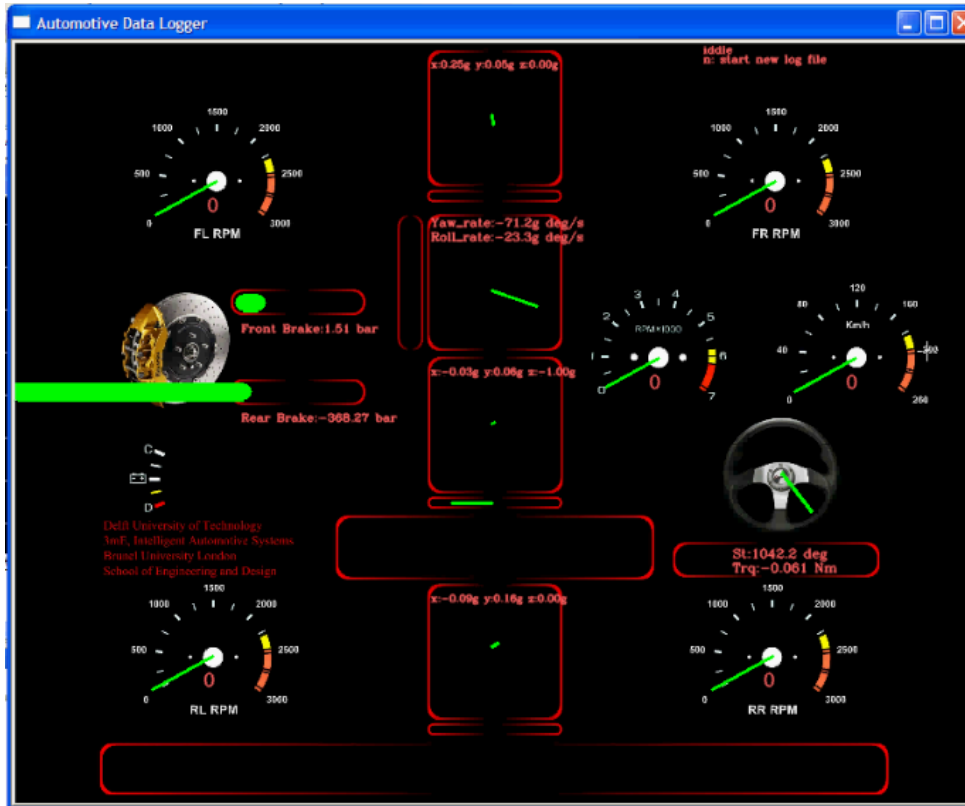 Automotive Data Logger
iddle
n: start new log file
x:0.25g y:0.05g z:0.00g
1500
1000
2000
500
2500
0
0
3000
FL RPM
1500
1000
2000
500
2500
0
0
3000
FR RPM
Yaw_rate:-71.2g deg/s
Roll_rate:-23.3g deg/s
Front Brake:1.51 bar
Rear Brake:-368.27 bar
x:-0.03g y:0.06g z:-1.00g
3
4
2
5
RPM×1000
1
6
0
0
7
120
80
160
Km/h
40
0
0
260
C
D
Delft University of Technology
3mE, Intelligent Automotive Systems
Brunel University London
School of Engineering and Design
St:1042.2 deg
Trq:-0.061 Nm
x:-0.09g y:0.16g z:0.00g
1500
1000
2000
500
2500
0
0
3000
RL RPM
1500
1000
2000
500
2500
0
0
3000
RR RPM